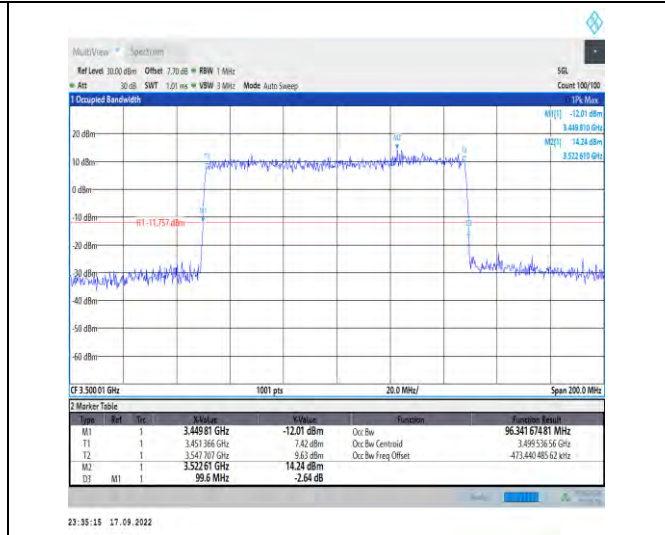 MultiView Spectrum
Ref Level 30.00 dBm Offset 7.70 dB RBW 1 MHz SGL
Att 30 dB SWT 1.01 ms VBW 3 MHz Mode Auto Sweep Count 100/100
1 Occupied Bandwidth 1Pk Max
M1[1] -12.01 dBm
3.449 810 GHz
M2[1] 14.24 dBm
3.522 610 GHz
20 dBm
M2
T1
10 dBm
0 dBm
M1
-10 dBm
H1 -11.757 dBm
D3
-20 dBm
-30 dBm
-40 dBm
-50 dBm
-60 dBm
CF 3.500 01 GHz 1001 pts 20.0 MHz/ Span 200.0 MHz
2 Marker Table
Type Ref Trc X-Value Y-Value Function Function Result
M1 1 3.449 81 GHz -12.01 dBm Occ Bw 96.341 674 81 MHz
T1 1 3.451 366 GHz 7.42 dBm Occ Bw Centroid 3.499 536 56 GHz
T2 1 3.547 707 GHz 9.63 dBm Occ Bw Freq Offset -473.440 485 62 kHz
M2 1 3.522 61 GHz 14.24 dBm
D3 M1 1 99.6 MHz -2.64 dB
23:35:15 17.09.2022